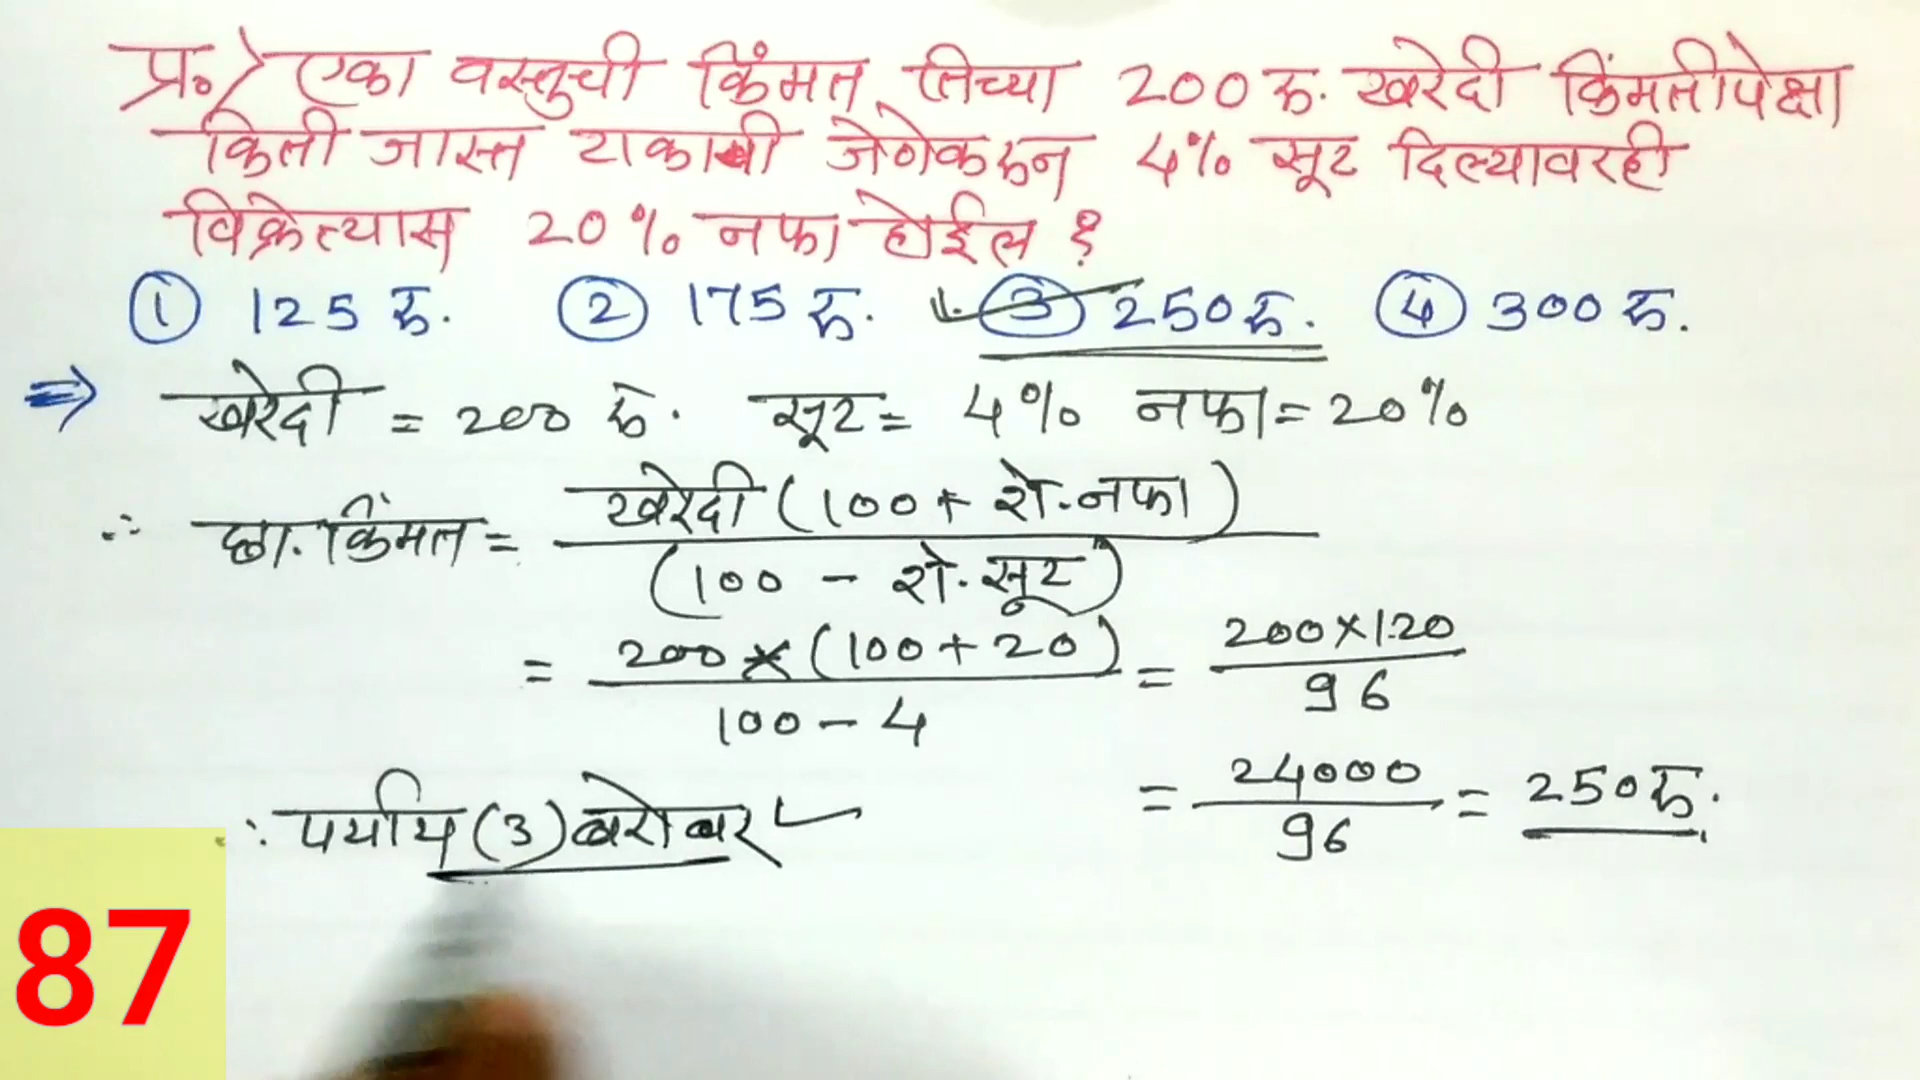 प्र.> एका वस्तुची किंमत तिच्या 200 रु. खरेदी किंमतीपेक्षा
किती जास्त टाकावी जेणेकरुन 4% सूट दिल्यावरही
विक्रेत्यास 20% नफा होईल ?
① 125 रु. ② 175 रु. ③ 250 रु. ④ 300 रु.
⇒ खरेदी = 200 रु. सूट = 4% नफा = 20%
∴ छा. किंमत = खरेदी (100 + शे. नफा)
(100 - शे. सूट)
= 200 × (100 + 20) = 200 × 120
100 - 4 96
= 24000 = 250 रु.
96
∴ पर्याय (3) बरोबर ✓
87